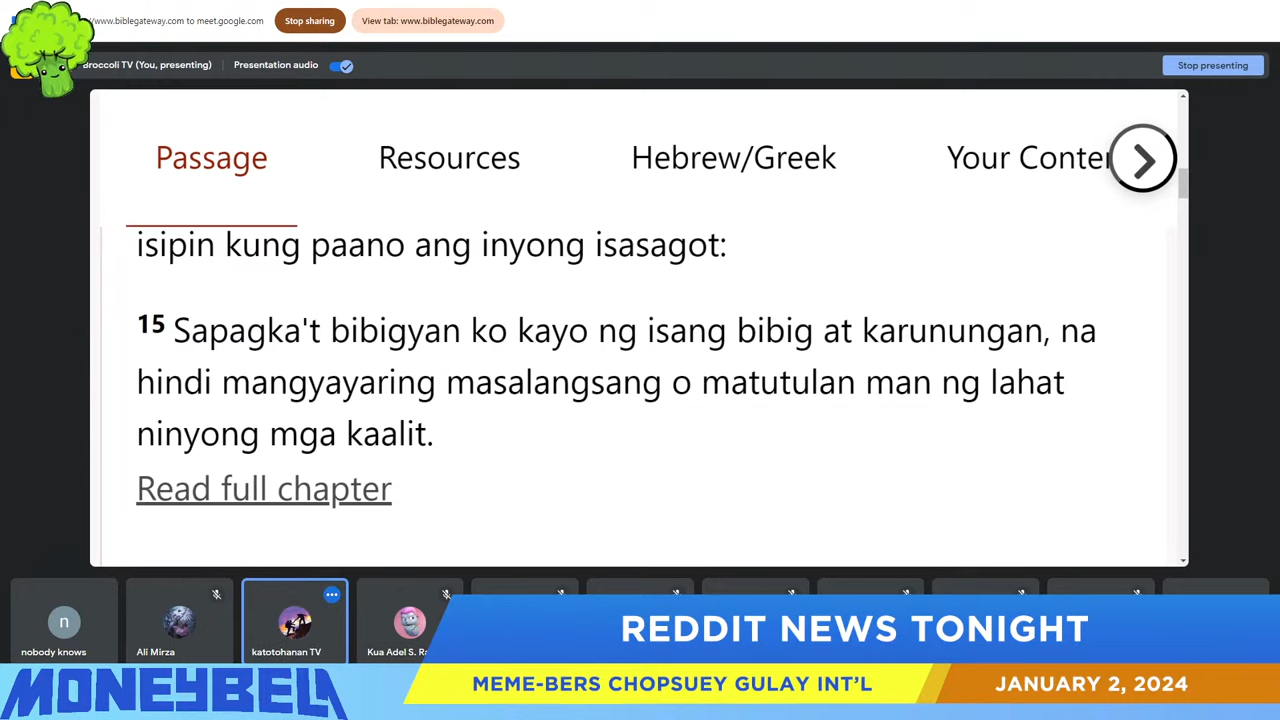 /www.biblegateway.com to meet.google.com
Stop sharing
View tab: www.biblegateway.com
Broccoli TV (You, presenting)
Presentation audio
Stop presenting
Passage
Resources
Hebrew/Greek
Your Conten
isipin kung paano ang inyong isasagot:
15 Sapagka't bibigyan ko kayo ng isang bibig at karunungan, na
hindi mangyayaring masalangsang o matutulan man ng lahat
ninyong mga kaalit.
Read full chapter
n
nobody knows
Ali Mirza
katotohanan TV
Kua Adel S. Ra
REDDIT NEWS TONIGHT
MONEYBELA
MEME-BERS CHOPSUEY GULAY INT'L
JANUARY 2, 2024